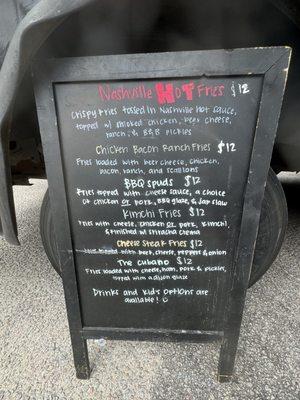 Nashville HOT Fries $12
Crispy Fries tossed in Nashville hot sauce,
topped w/ smoked chicken, beer cheese,
ranch, & B&B pickles
Chicken Bacon Ranch Fries $12
Fries loaded with beer cheese, chicken,
bacon, ranch, and scallions
BBQ spuds $12
Fries topped with cheese sauce, a choice
of chicken or pork, BBQ glaze, & Jar slaw
Kimchi Fries $12
Fries with cheese, chicken or pork, kimchi,
& finished w/ sriracha crema
Cheese Steak Fries $12
Fries loaded with beef, cheese, peppers & onion
The Cubano $12
Fries loaded with cheese, ham, pork & pickles,
topped with a dijon glaze
Drinks and kids options are
available! ☺